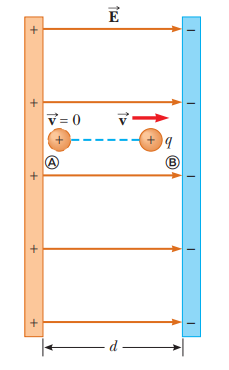 E⃗
+ −
+ −
v⃗ = 0 v⃗
+ + q
Ⓐ Ⓑ
+ −
+ −
+ −
d